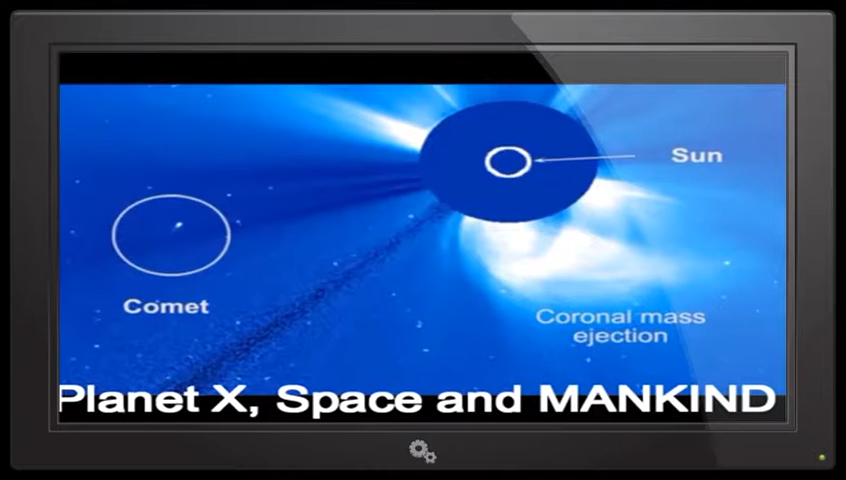 Sun
Comet
Coronal mass
ejection
Planet X, Space and MANKIND